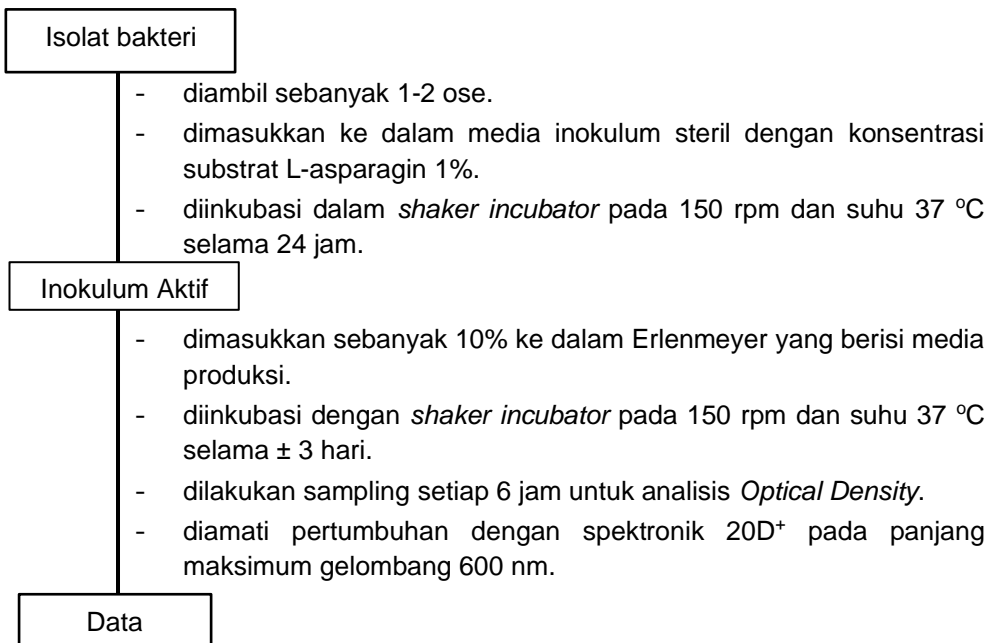 Isolat bakteri
- diambil sebanyak 1-2 ose.
- dimasukkan ke dalam media inokulum steril dengan konsentrasi
substrat L-asparagin 1%.
- diinkubasi dalam shaker incubator pada 150 rpm dan suhu 37 ºC
selama 24 jam.
Inokulum Aktif
- dimasukkan sebanyak 10% ke dalam Erlenmeyer yang berisi media
produksi.
- diinkubasi dengan shaker incubator pada 150 rpm dan suhu 37 ºC
selama ± 3 hari.
- dilakukan sampling setiap 6 jam untuk analisis Optical Density.
- diamati pertumbuhan dengan spektronik 20D⁺ pada panjang
maksimum gelombang 600 nm.
Data